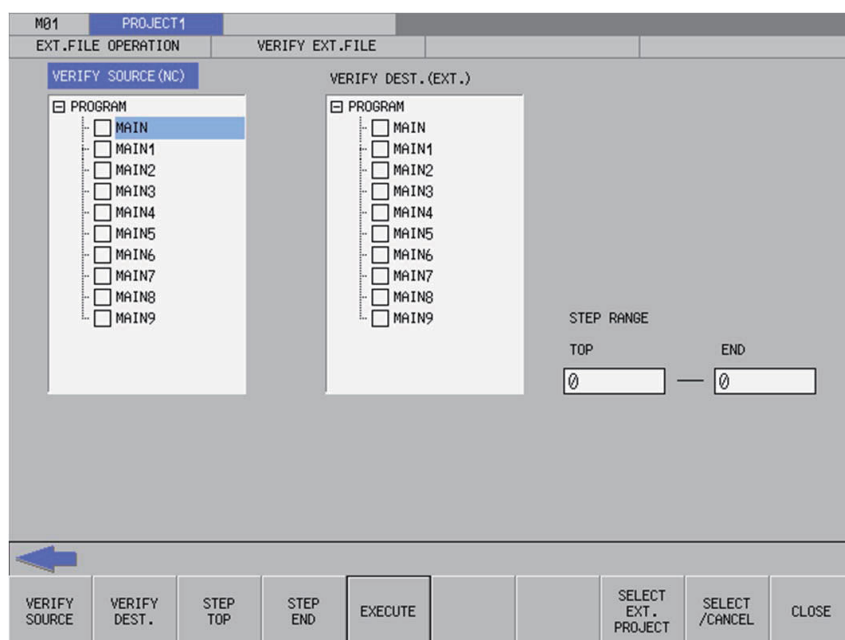 M01 PROJECT1
EXT.FILE OPERATION VERIFY EXT.FILE
VERIFY SOURCE(NC) VERIFY DEST.(EXT.)
PROGRAM PROGRAM
MAIN MAIN
MAIN1 MAIN1
MAIN2 MAIN2
MAIN3 MAIN3
MAIN4 MAIN4
MAIN5 MAIN5
MAIN6 MAIN6
MAIN7 MAIN7
MAIN8 MAIN8
MAIN9 MAIN9
STEP RANGE
TOP END
0 — 0
VERIFY SOURCE
VERIFY DEST.
STEP TOP
STEP END
EXECUTE
SELECT EXT. PROJECT
SELECT /CANCEL
CLOSE